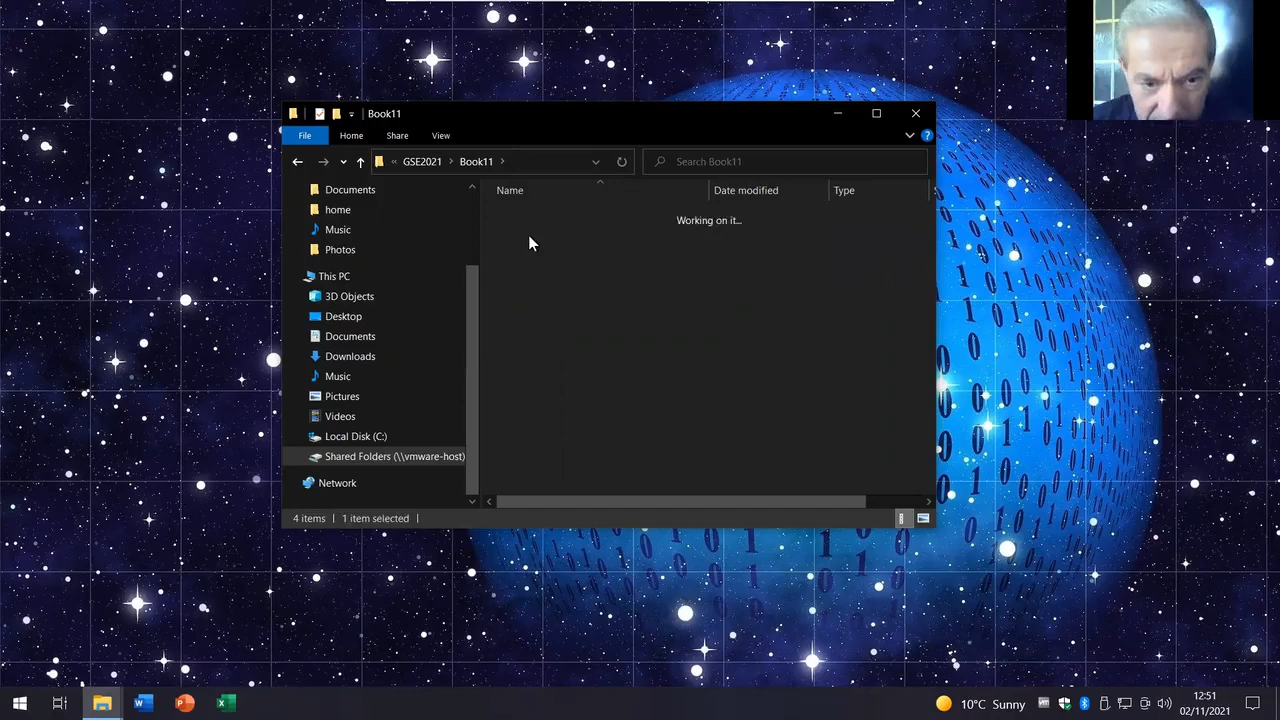 Book11
File
Home
Share
View
GSE2021
Book11
Search Book11
Name
Date modified
Type
Working on it...
Documents
home
Music
Photos
This PC
3D Objects
Desktop
Documents
Downloads
Music
Pictures
Videos
Local Disk (C:)
Shared Folders (\\vmware-host)
Network
4 items
1 item selected
10°C Sunny
12:51
02/11/2021